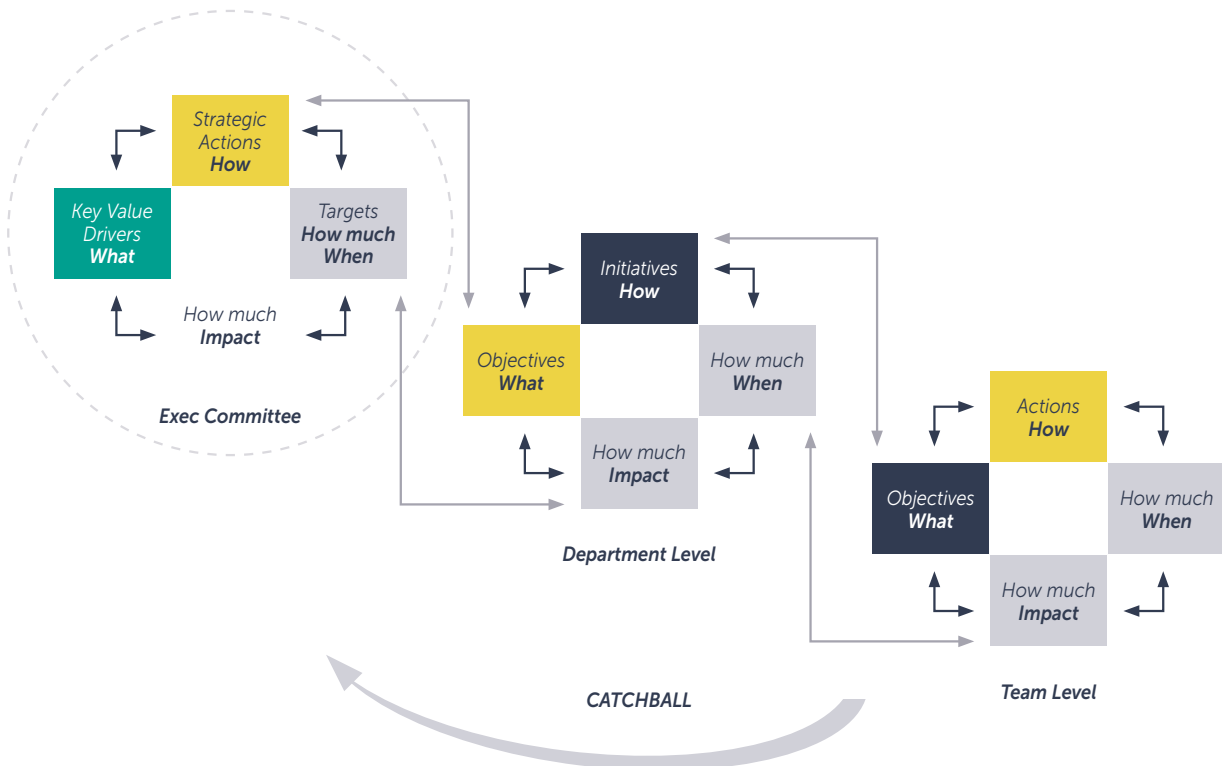 Strategic
Actions
How
Key Value
Drivers
What
Targets
How much
When
How much
Impact
Exec Committee
Initiatives
How
Objectives
What
How much
When
How much
Impact
Department Level
Actions
How
Objectives
What
How much
When
How much
Impact
Team Level
CATCHBALL